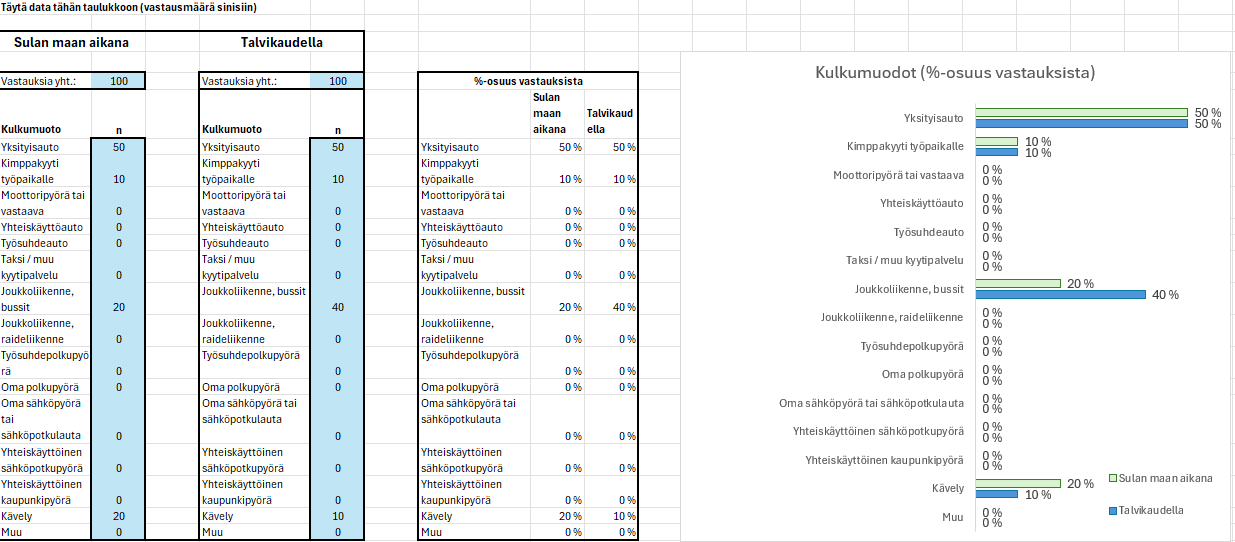 Täytä data tähän taulukkoon (vastausmäärä sinisiin)
Sulan maan aikana
Talvikaudella
Vastauksia yht.: 100
Vastauksia yht.: 100
%-osuus vastauksista
Kulkumuoto n
Kulkumuoto n
Sulan
maan
aikana
Talvikaud
ella
Yksityisauto 50
Kimppakyyti
työpaikalle 10
Moottoripyörä tai
vastaava 0
Yhteiskäyttöauto 0
Työsuhdeauto 0
Taksi / muu
kyytipalvelu 0
Joukkoliikenne,
bussit 20
Joukkoliikenne,
raideliikenne 0
Työsuhdepolkupyö
rä 0
Oma polkupyörä 0
Oma sähköpyörä
tai
sähköpotkulauta 0
Yhteiskäyttöinen
sähköpotkupyörä 0
Yhteiskäyttöinen
kaupunkipyörä 0
Kävely 20
Muu 0
Yksityisauto 50
Kimppakyyti
työpaikalle 10
Moottoripyörä tai
vastaava 0
Yhteiskäyttöauto 0
Työsuhdeauto 0
Taksi / muu
kyytipalvelu 0
Joukkoliikenne, bussit
40
Joukkoliikenne,
raideliikenne 0
Työsuhdepolkupyörä
0
Oma polkupyörä 0
Oma sähköpyörä tai
sähköpotkulauta
0
Yhteiskäyttöinen
sähköpotkupyörä 0
Yhteiskäyttöinen
kaupunkipyörä 0
Kävely 10
Muu 0
Yksityisauto 50 % 50 %
Kimppakyyti
työpaikalle 10 % 10 %
Moottoripyörä tai
vastaava 0 % 0 %
Yhteiskäyttöauto 0 % 0 %
Työsuhdeauto 0 % 0 %
Taksi / muu
kyytipalvelu 0 % 0 %
Joukkoliikenne, bussit
20 % 40 %
Joukkoliikenne,
raideliikenne 0 % 0 %
Työsuhdepolkupyörä
0 % 0 %
Oma polkupyörä 0 % 0 %
Oma sähköpyörä tai
sähköpotkulauta
0 % 0 %
Yhteiskäyttöinen
sähköpotkupyörä 0 % 0 %
Yhteiskäyttöinen
kaupunkipyörä 0 % 0 %
Kävely 20 % 10 %
Muu 0 % 0 %
Kulkumuodot (%-osuus vastauksista)
Yksityisauto
50 %
50 %
Kimppakyyti työpaikalle
10 %
10 %
Moottoripyörä tai vastaava
0 %
0 %
Yhteiskäyttöauto
0 %
0 %
Työsuhdeauto
0 %
0 %
Taksi / muu kyytipalvelu
0 %
0 %
Joukkoliikenne, bussit
20 %
40 %
Joukkoliikenne, raideliikenne
0 %
0 %
Työsuhdepolkupyörä
0 %
0 %
Oma polkupyörä
0 %
0 %
Oma sähköpyörä tai sähköpotkulauta
0 %
0 %
Yhteiskäyttöinen sähköpotkupyörä
0 %
0 %
Yhteiskäyttöinen kaupunkipyörä
0 %
0 %
Kävely
20 %
10 %
Muu
0 %
0 %
Sulan maan aikana
Talvikaudella